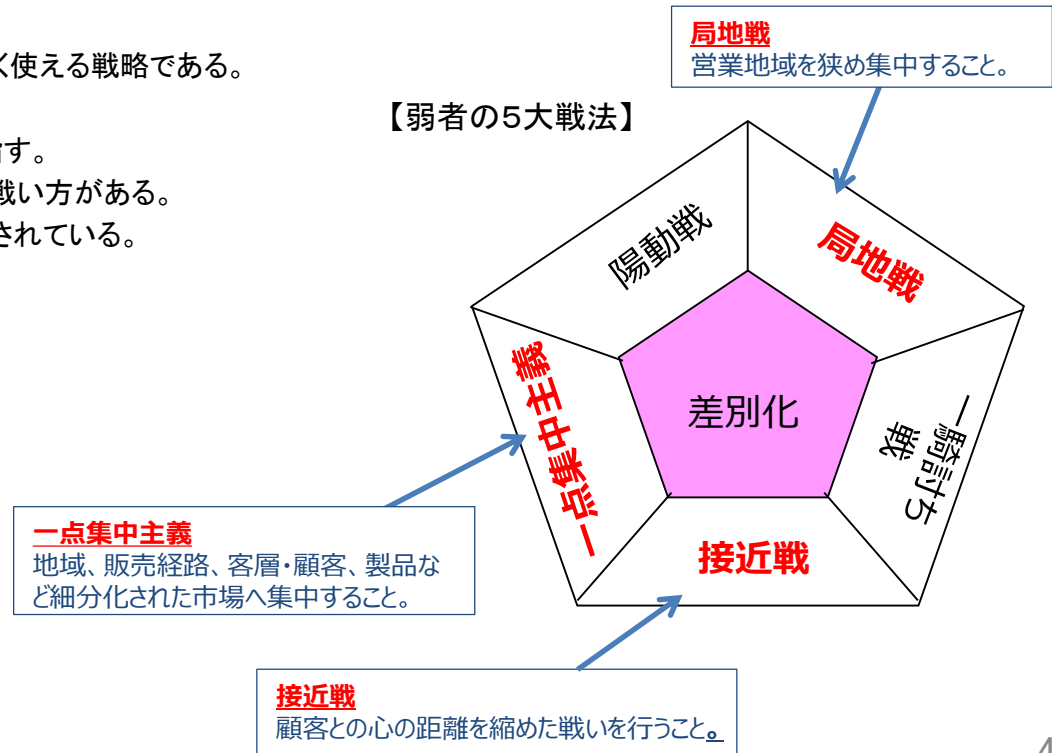 局地戦
営業地域を狭め集中すること。
く使える戦略である。
【弱者の5大戦法】
す。
戦い方がある。
されている。
陽動戦
局地戦
一点集中主義
差別化
一騎討ち
戦
接近戦
一点集中主義
地域、販売経路、客層・顧客、製品な
ど細分化された市場へ集中すること。
接近戦
顧客との心の距離を縮めた戦いを行うこと。